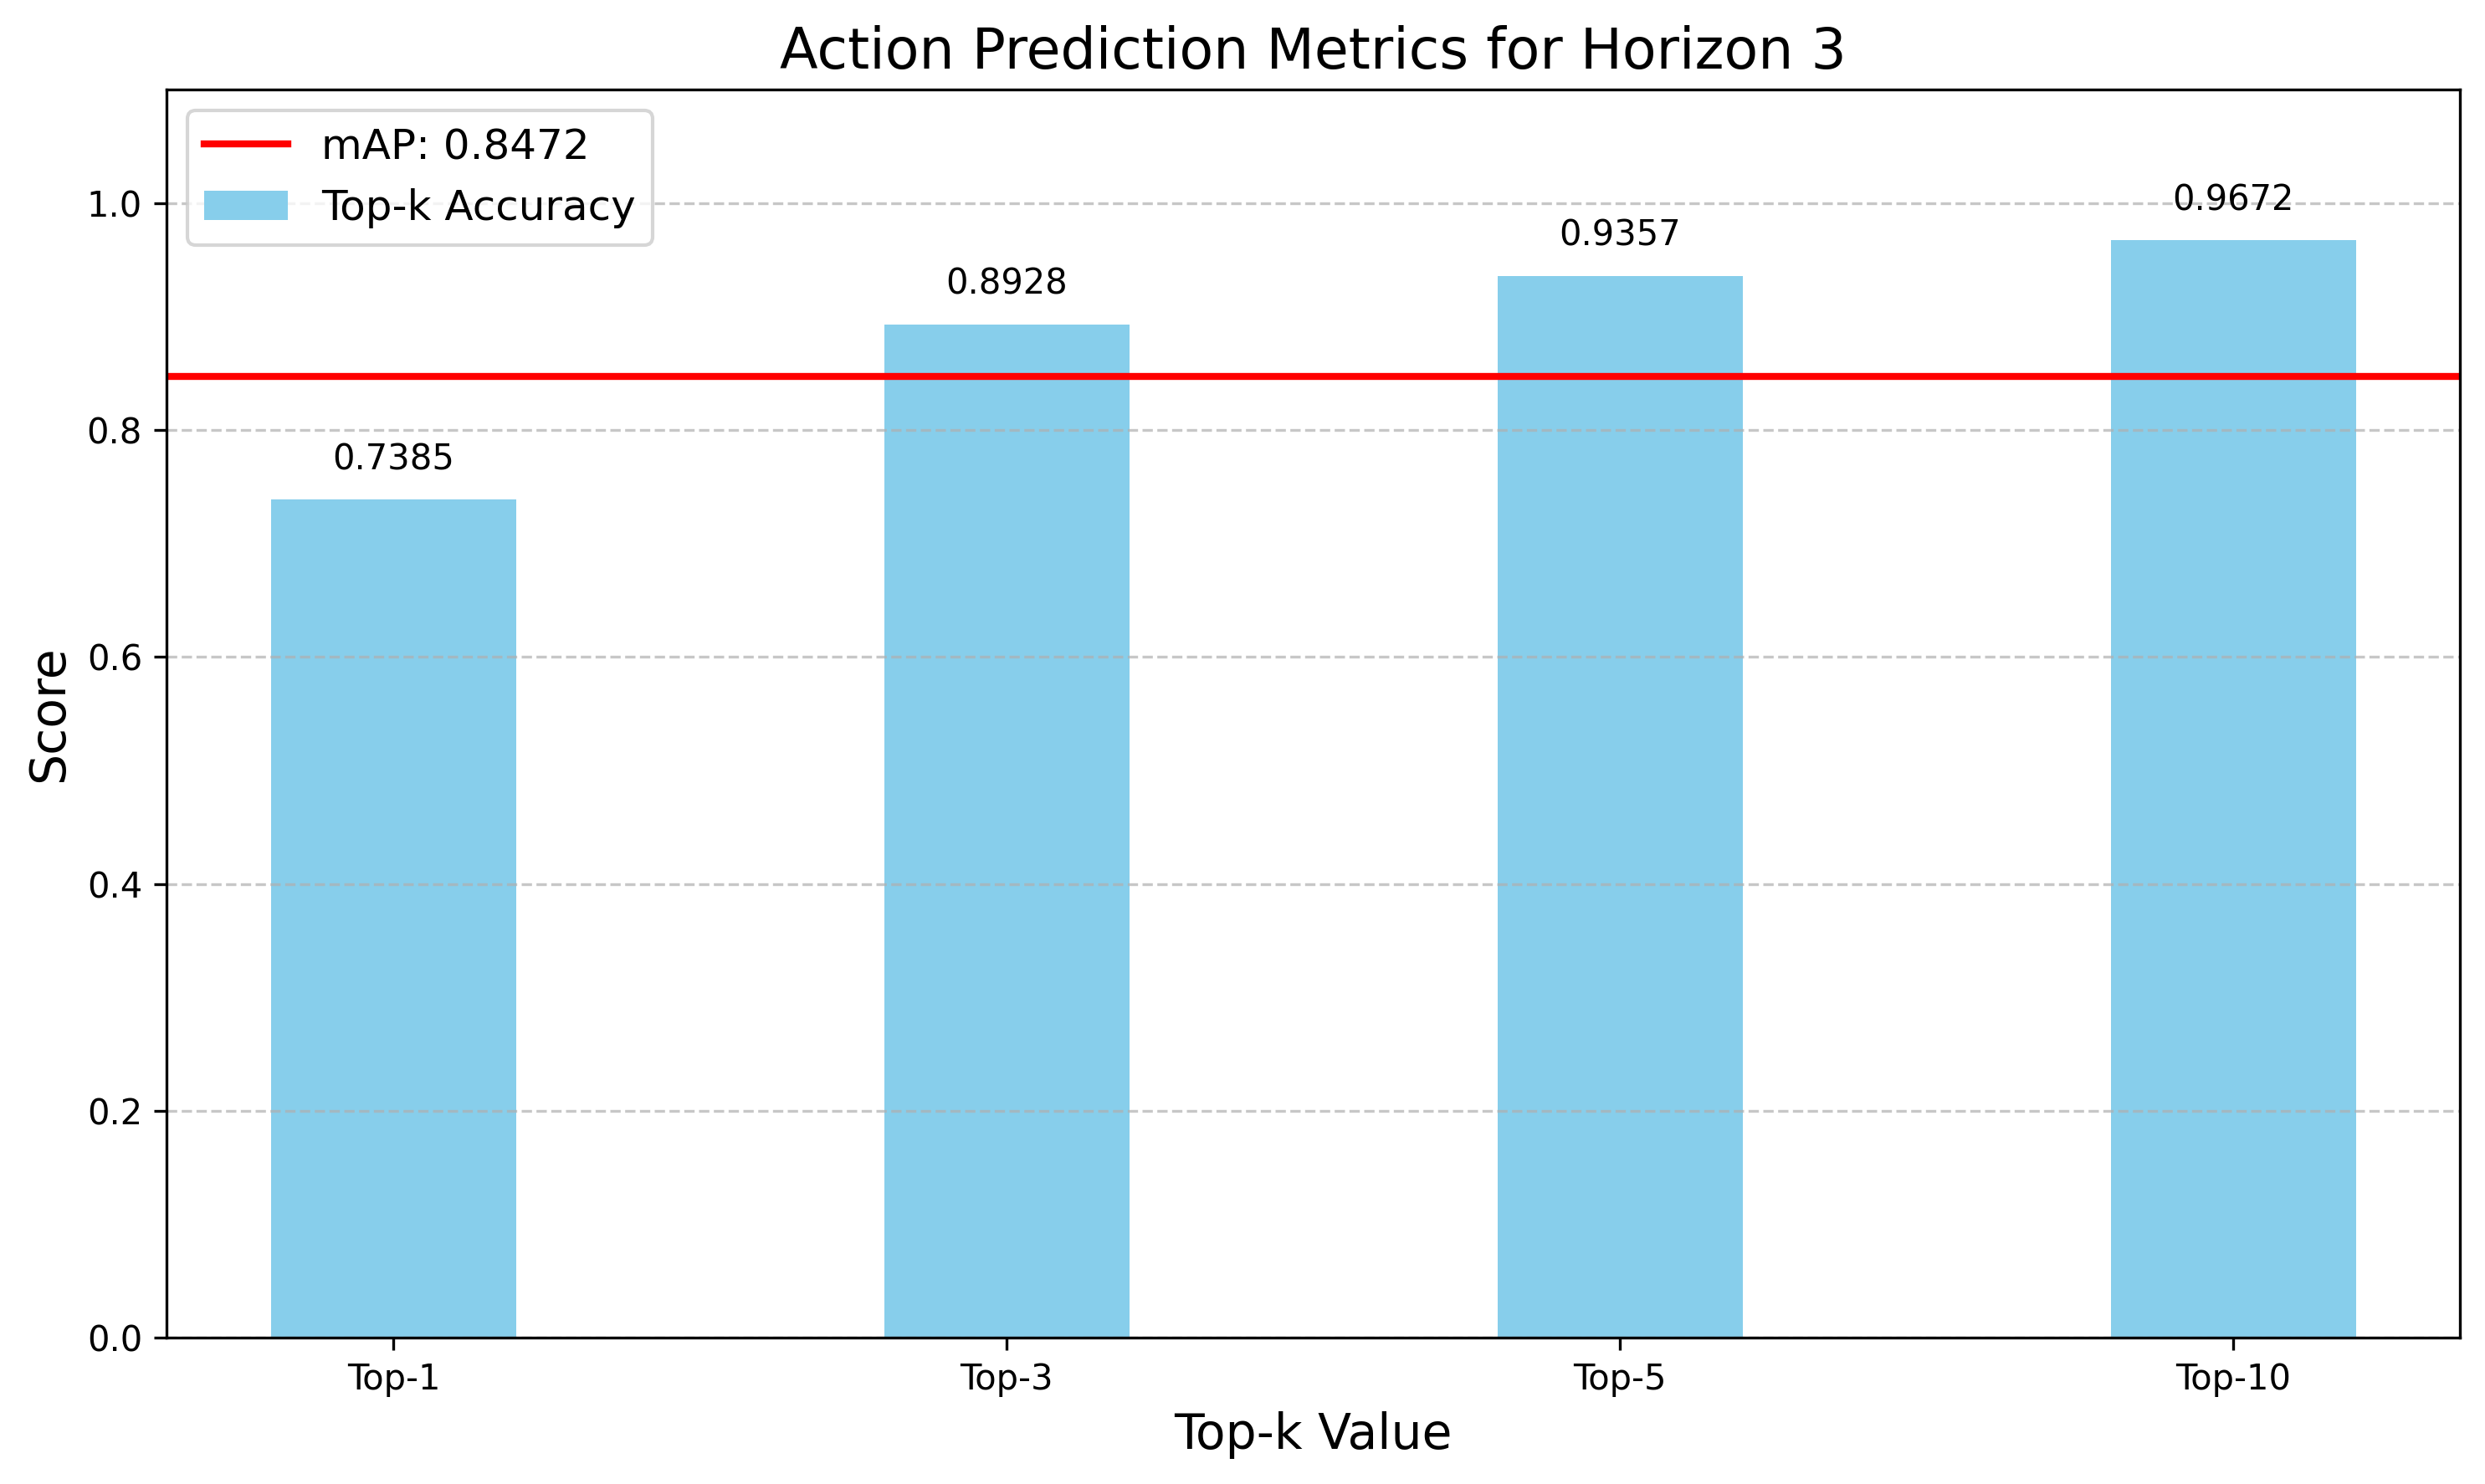 Action Prediction Metrics for Horizon 3
mAP: 0.8472
Top-k Accuracy
1.0
0.8
0.6
0.4
0.2
0.0
Score
0.7385
0.8928
0.9357
0.9672
Top-1
Top-3
Top-5
Top-10
Top-k Value